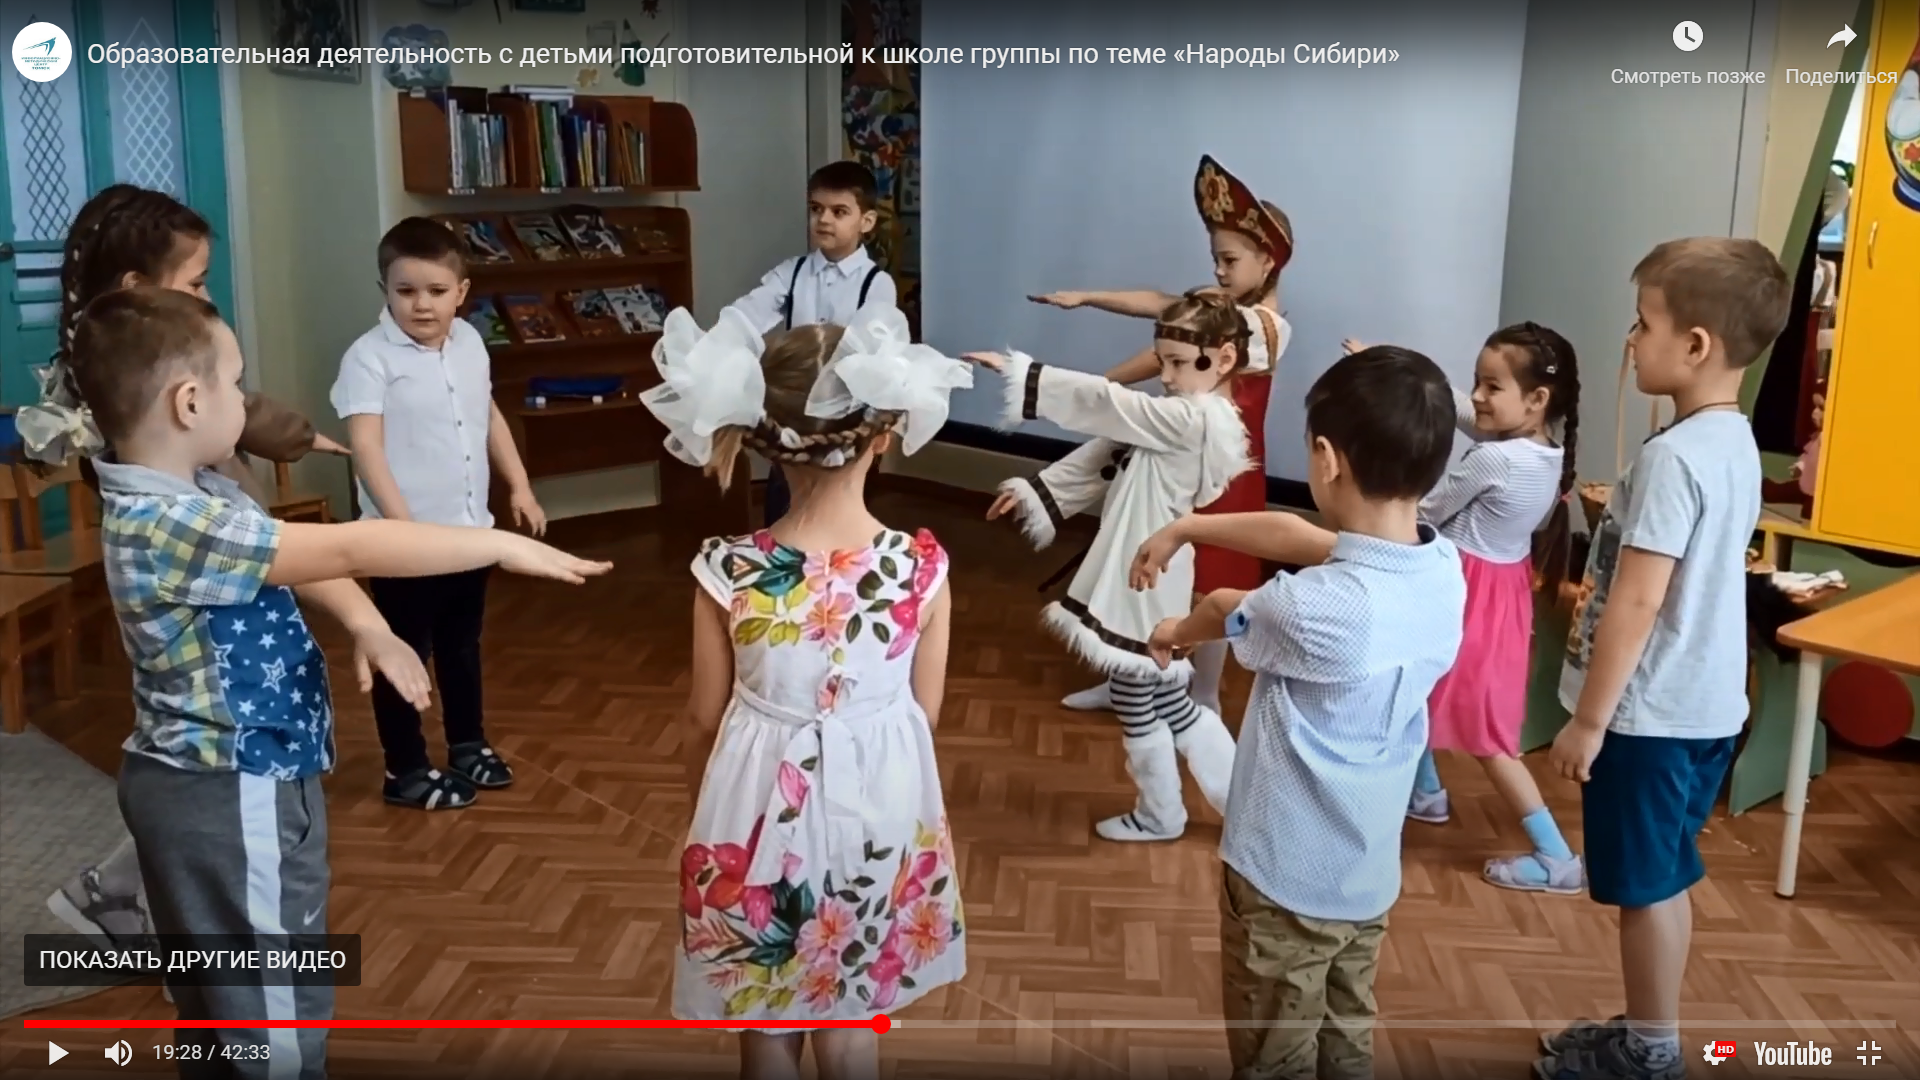 Образовательная деятельность с детьми подготовительной к школе группы по теме «Народы Сибири»
Смотреть позже
Поделиться
ПОКАЗАТЬ ДРУГИЕ ВИДЕО
19:28 / 42:33
HD
YouTube